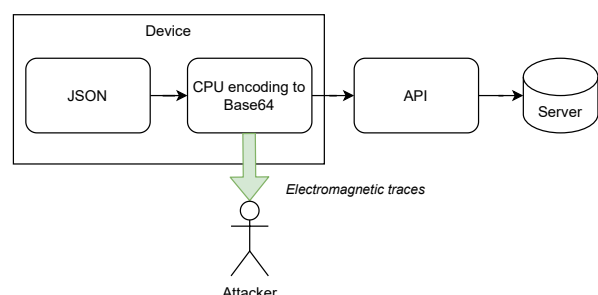 Device
JSON
CPU encoding to
Base64
API
Server
Electromagnetic traces
Attacker